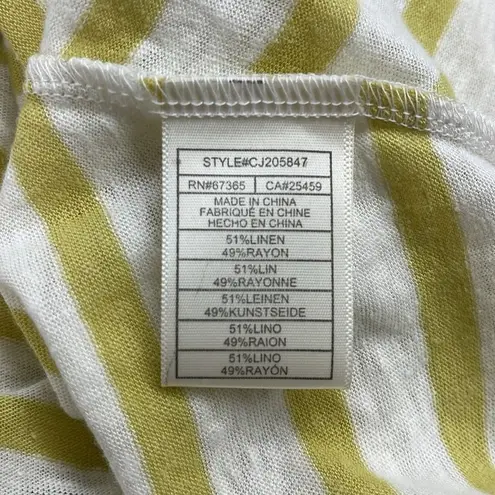 STYLE#CJ205847
RN#67365 CA#25459
MADE IN CHINA
FABRIQUÉ EN CHINE
HECHO EN CHINA
51%LINEN
49%RAYON
51%LIN
49%RAYONNE
51%LEINEN
49%KUNSTSEIDE
51%LINO
49%RAION
51%LINO
49%RAYÓN